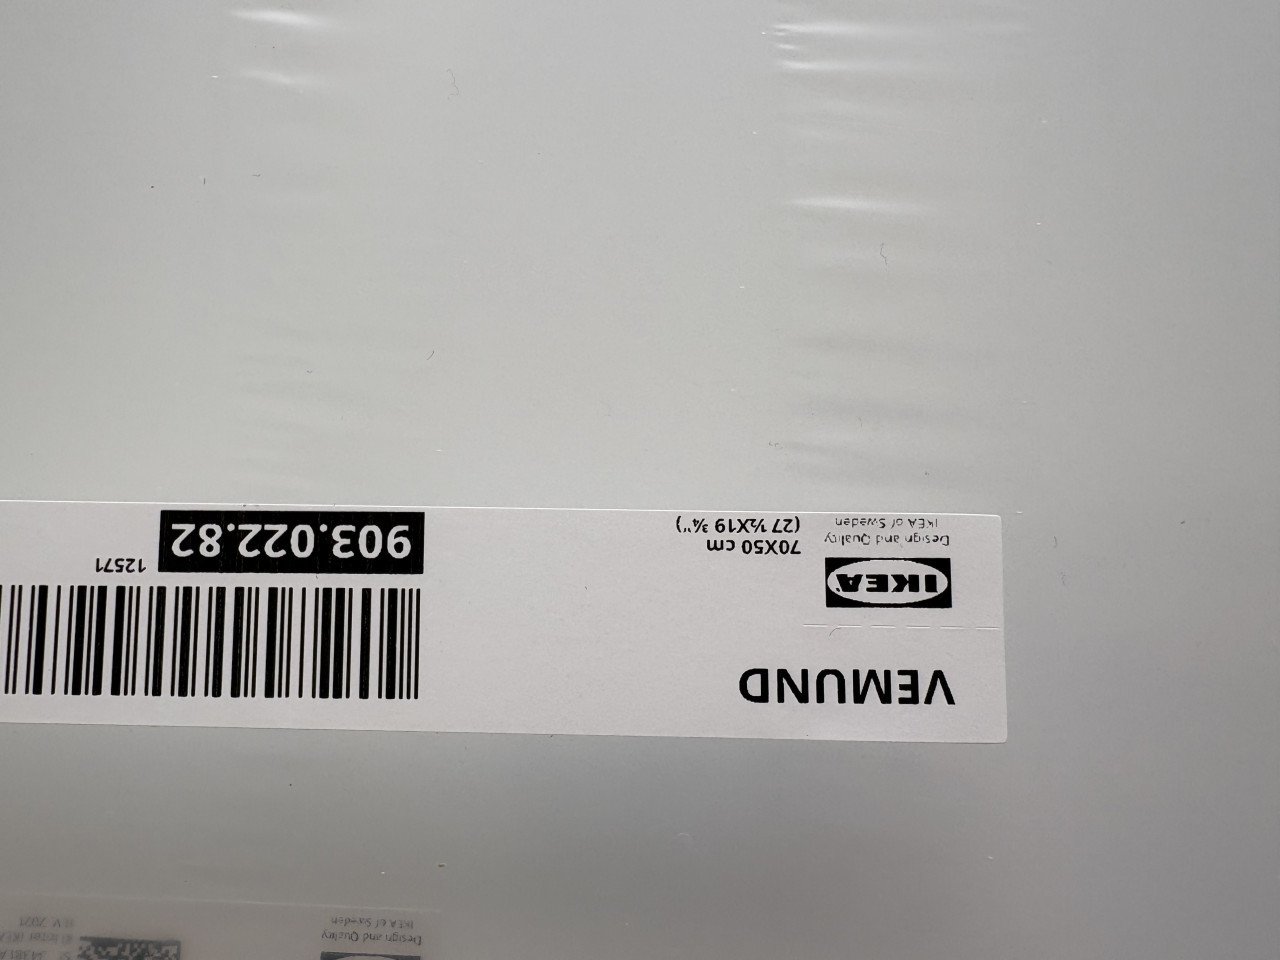 VEMUND
IKEA
Design and Quality
IKEA of Sweden
70X50 cm
(27 ½X19 ¾")
12571
903.022.82
Design and Quality
IKEA of Sweden